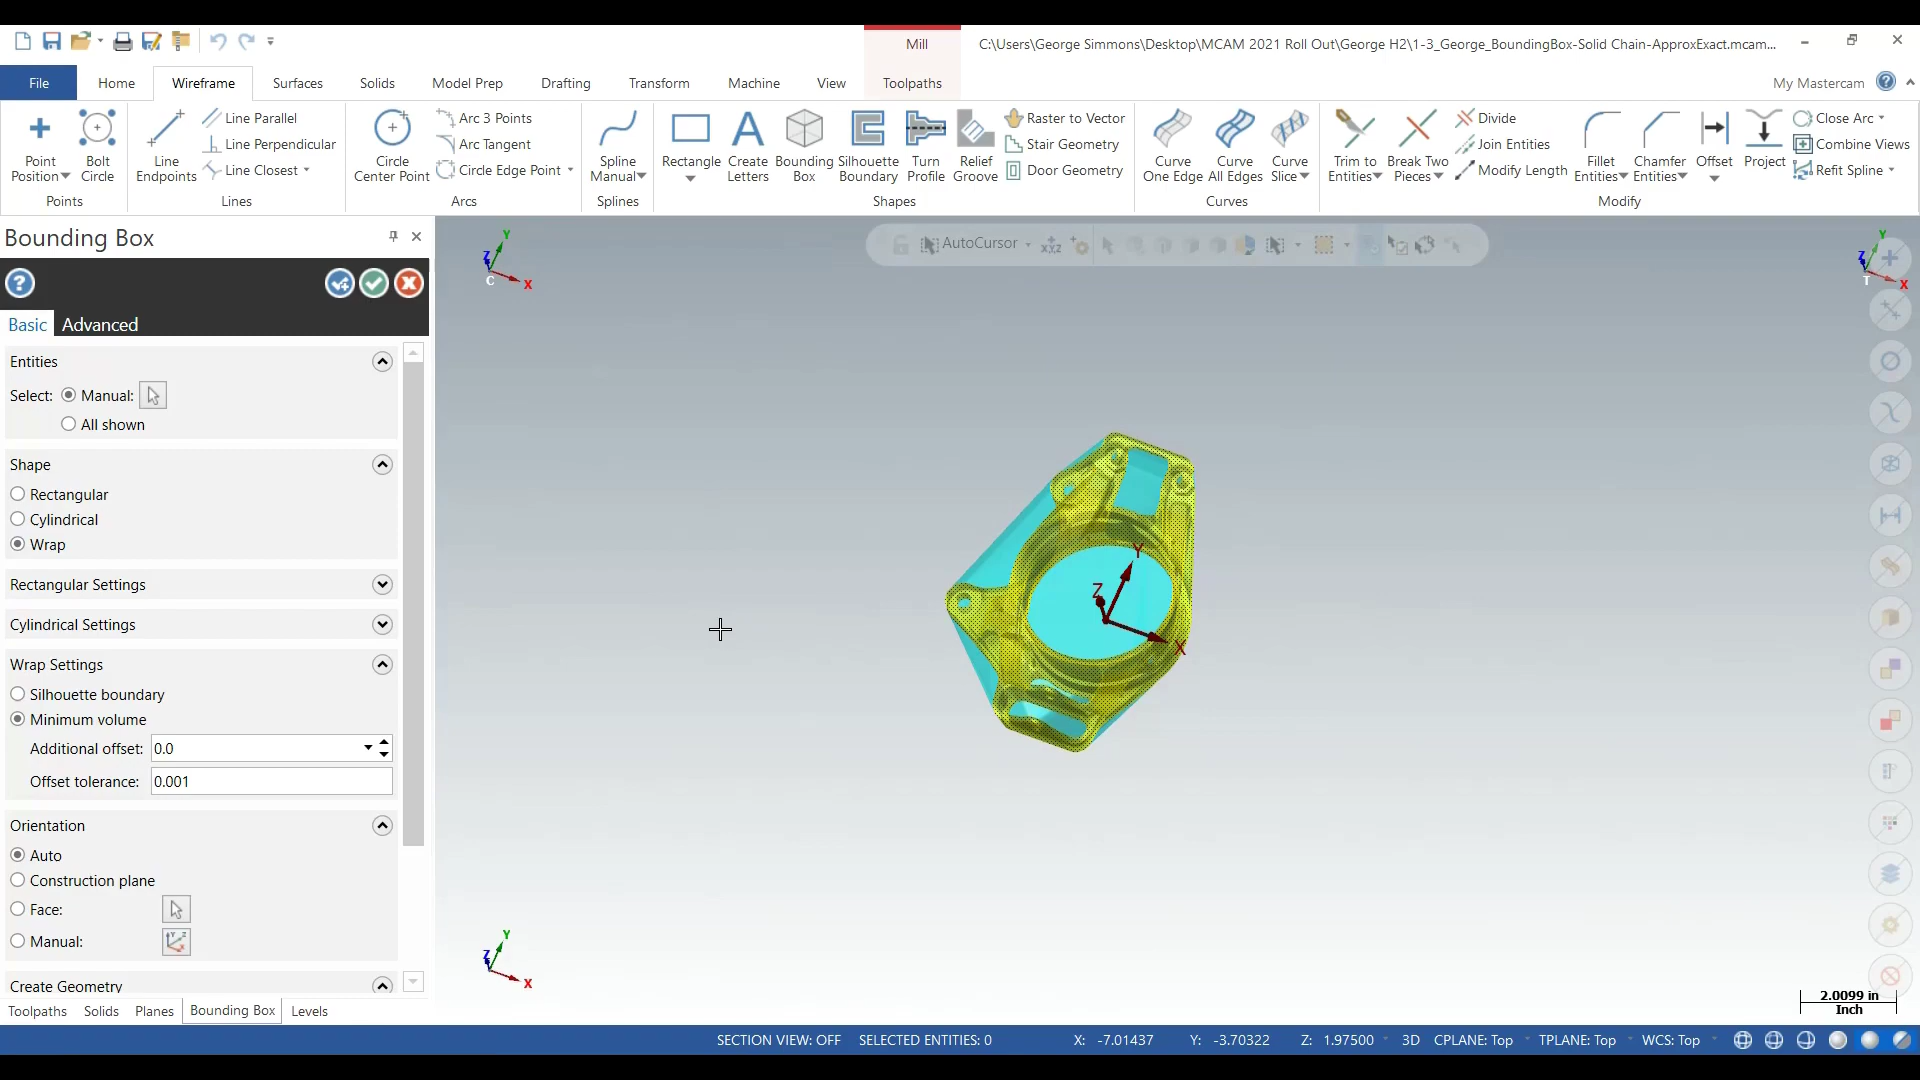 Mill
C:\Users\George Simmons\Desktop\MCAM 2021 Roll Out\George H2\1-3_George_BoundingBox-Solid Chain-ApproxExact.mcam...
File
Home
Wireframe
Surfaces
Solids
Model Prep
Drafting
Transform
Machine
View
Toolpaths
My Mastercam
Point Position
Bolt Circle
Points
Line Endpoints
Line Parallel
Line Perpendicular
Line Closest
Lines
Circle Center Point
Arc 3 Points
Arc Tangent
Circle Edge Point
Arcs
Spline Manual
Splines
Rectangle
Create Letters
Bounding Box
Silhouette Boundary
Turn Profile
Relief Groove
Raster to Vector
Stair Geometry
Door Geometry
Shapes
Curve One Edge
Curve All Edges
Curve Slice
Curves
Trim to Entities
Break Two Pieces
Divide
Join Entities
Modify Length
Fillet Entities
Chamfer Entities
Offset
Project
Close Arc
Combine Views
Refit Spline
Modify
Bounding Box
Basic
Advanced
Entities
Select: Manual:
All shown
Shape
Rectangular
Cylindrical
Wrap
Rectangular Settings
Cylindrical Settings
Wrap Settings
Silhouette boundary
Minimum volume
Additional offset: 0.0
Offset tolerance: 0.001
Orientation
Auto
Construction plane
Face:
Manual:
Create Geometry
Toolpaths
Solids
Planes
Bounding Box
Levels
AutoCursor
Y
Z
C
X
Y
Z
T
X
Y
Z
X
Y
Z
X
2.0099 in
Inch
SECTION VIEW: OFF
SELECTED ENTITIES: 0
X: -7.01437
Y: -3.70322
Z: 1.97500
3D
CPLANE: Top
TPLANE: Top
WCS: Top